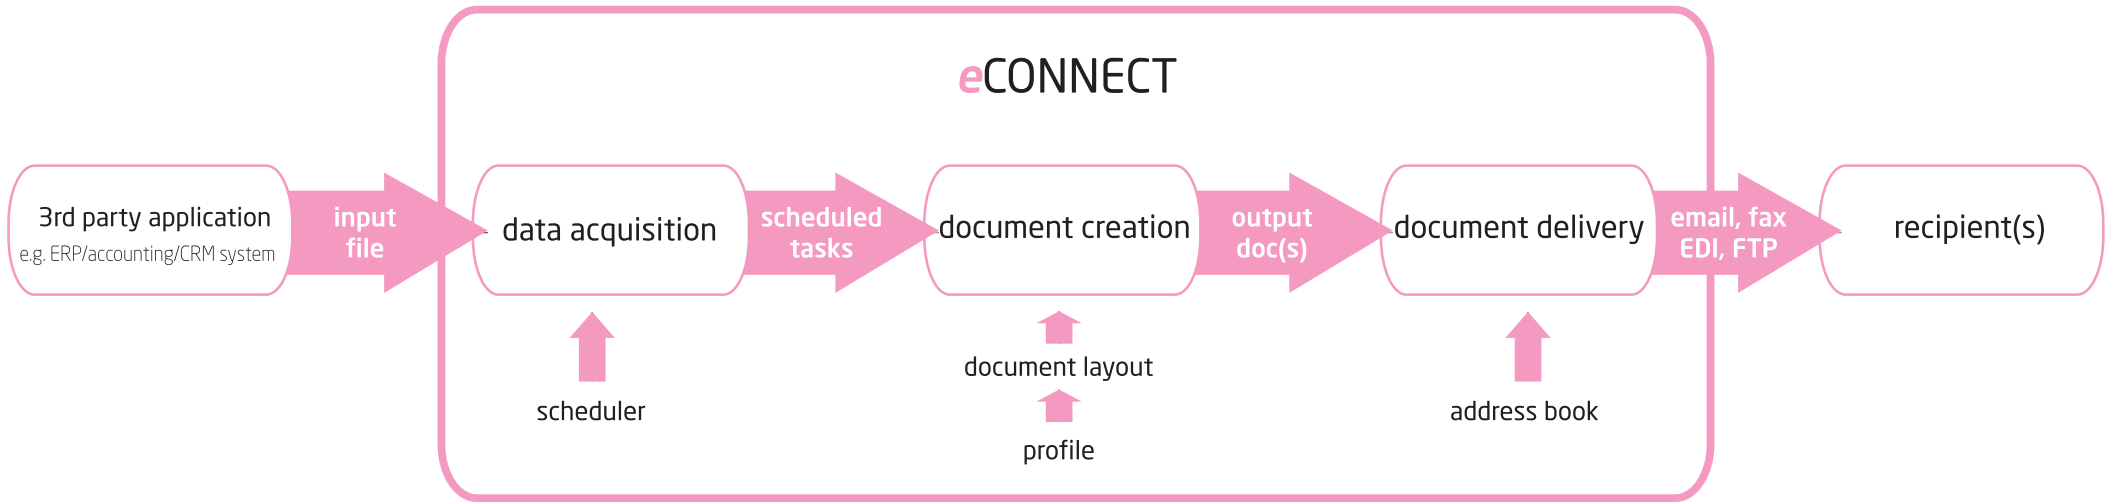 eCONNECT
3rd party application
e.g. ERP/accounting/CRM system
input
file
data acquisition
scheduled
tasks
document creation
output
doc(s)
document delivery
email, fax
EDI, FTP
recipient(s)
scheduler
document layout
profile
address book